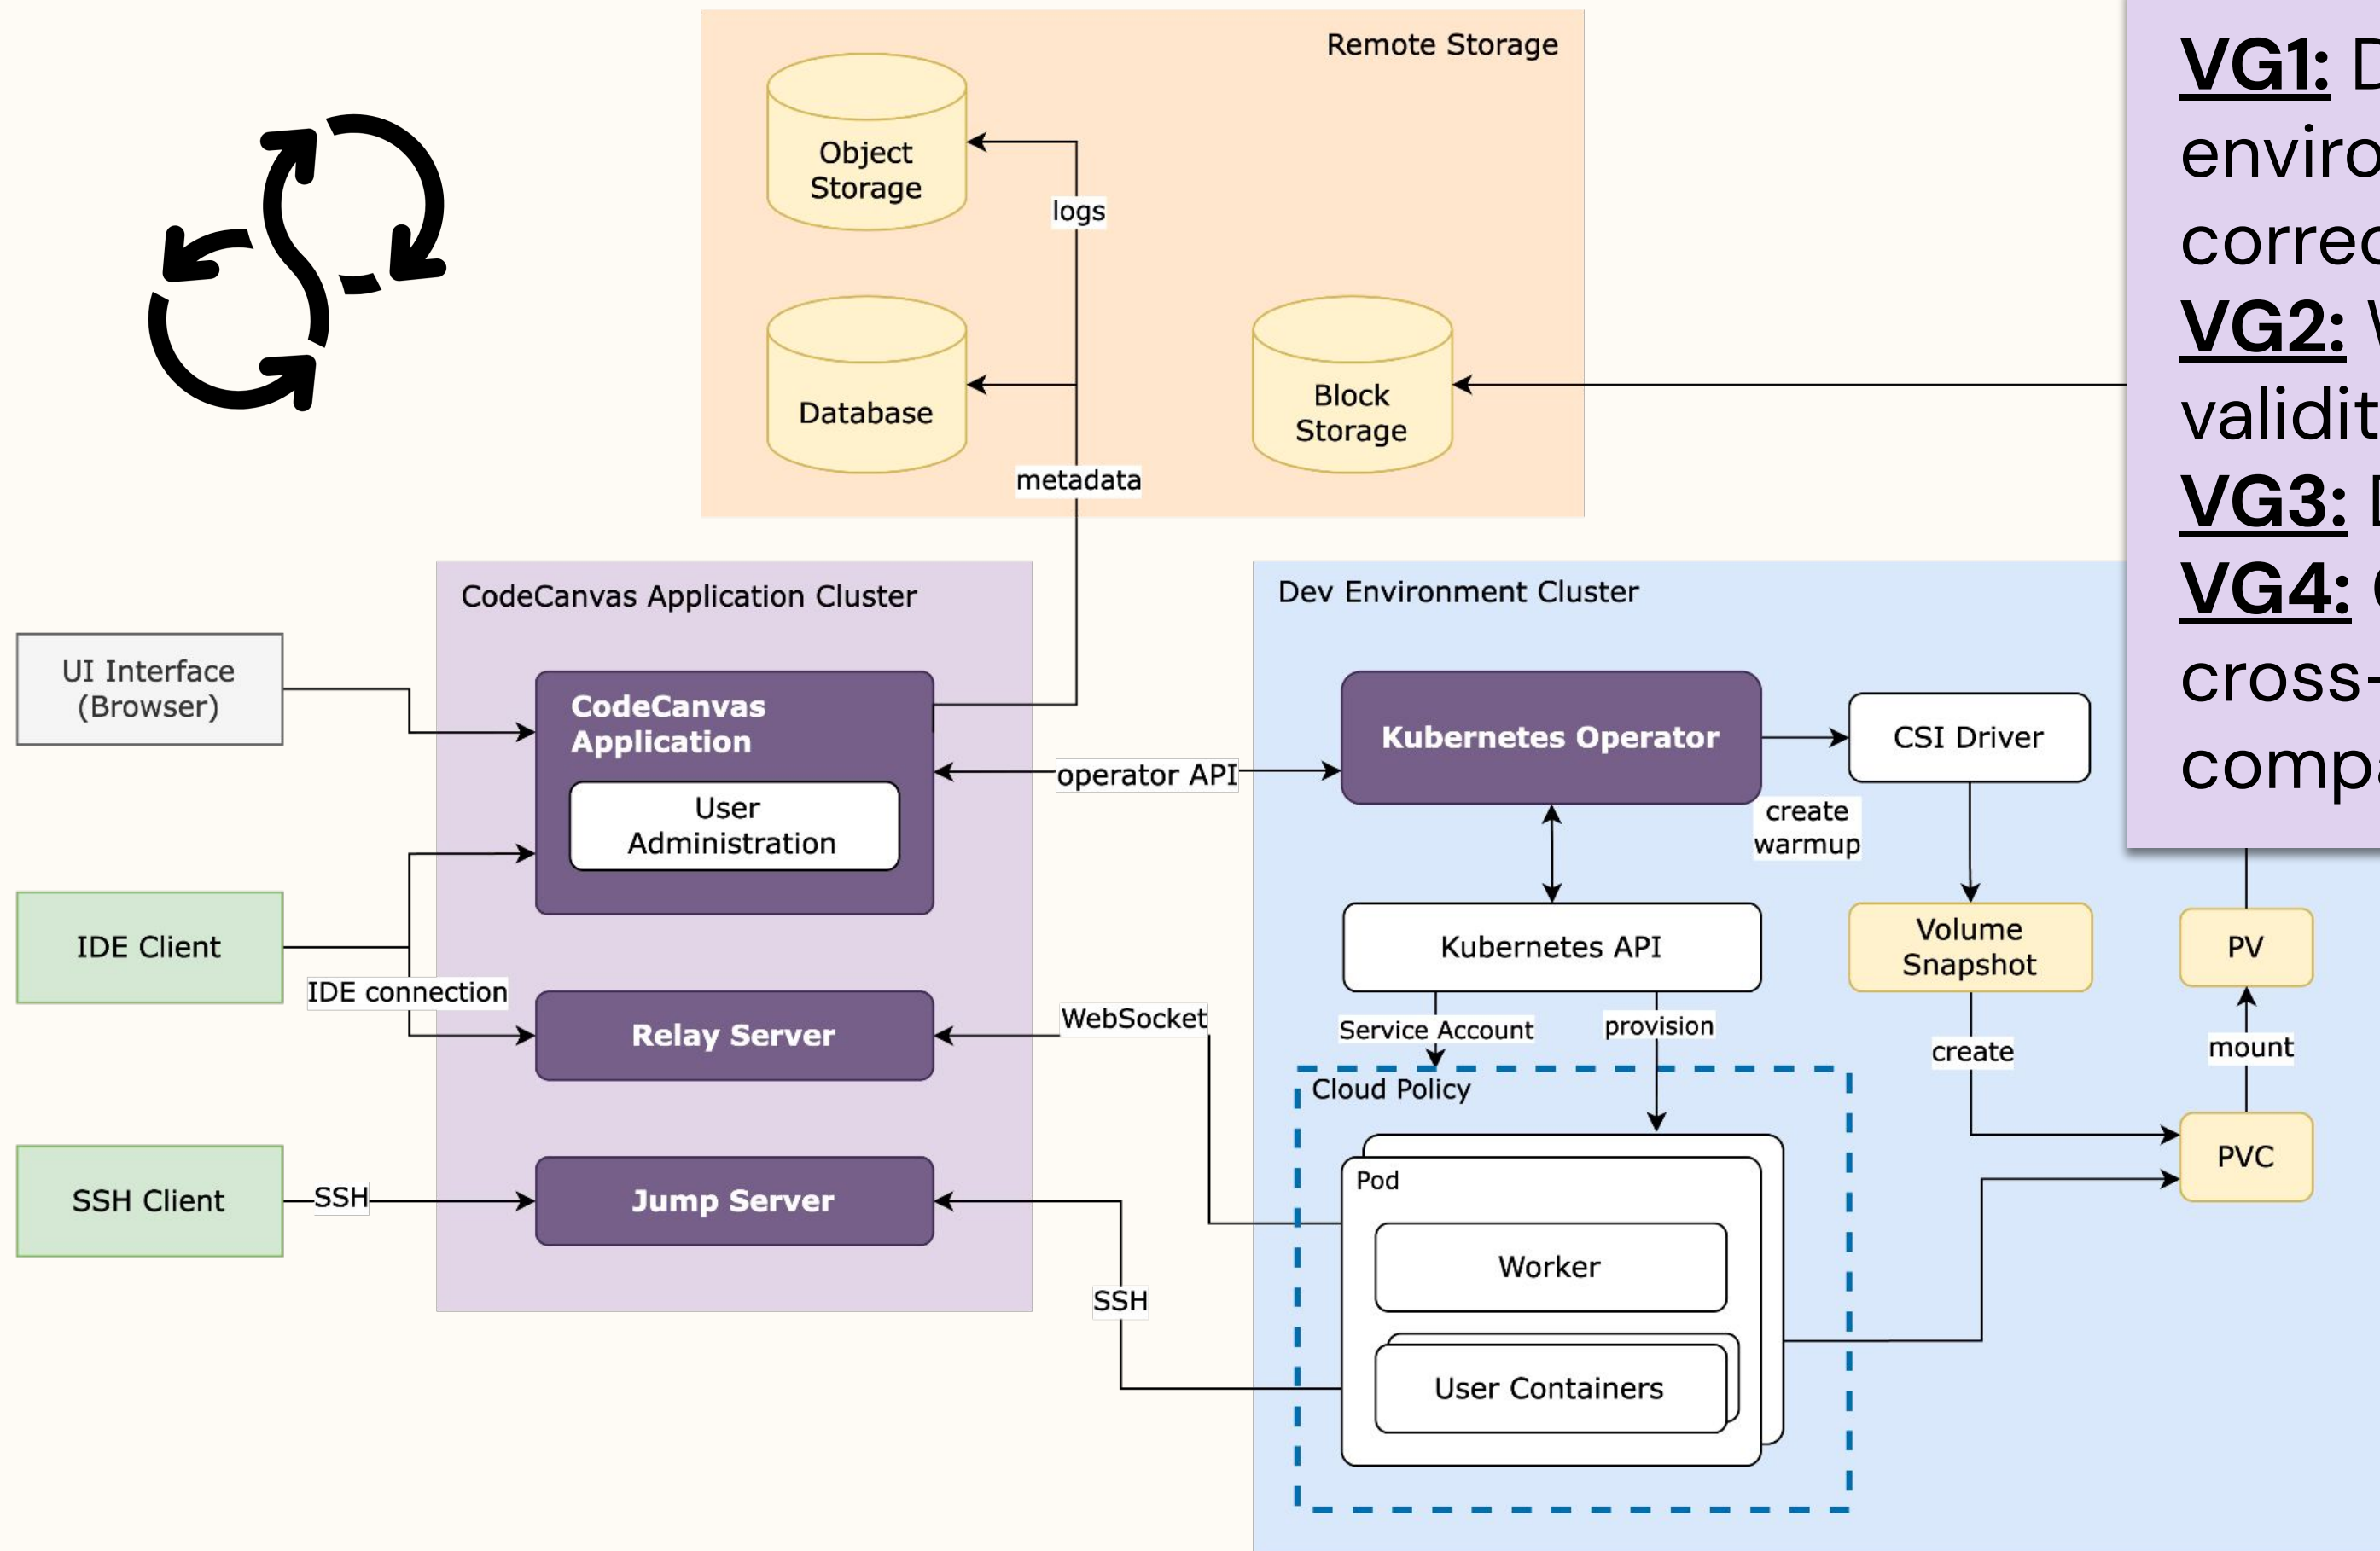 Remote Storage
Object
Storage
logs
Database
Block
Storage
metadata
VG1:
VG2:
VG3:
VG4:
CodeCanvas Application Cluster
UI Interface
(Browser)
CodeCanvas
Application
User
Administration
operator API
IDE Client
IDE connection
Relay Server
WebSocket
SSH Client
SSH
Jump Server
SSH
Dev Environment Cluster
Kubernetes Operator
CSI Driver
create
warmup
Kubernetes API
Volume
Snapshot
PV
Service Account
provision
create
mount
Cloud Policy
PVC
Pod
Worker
User Containers